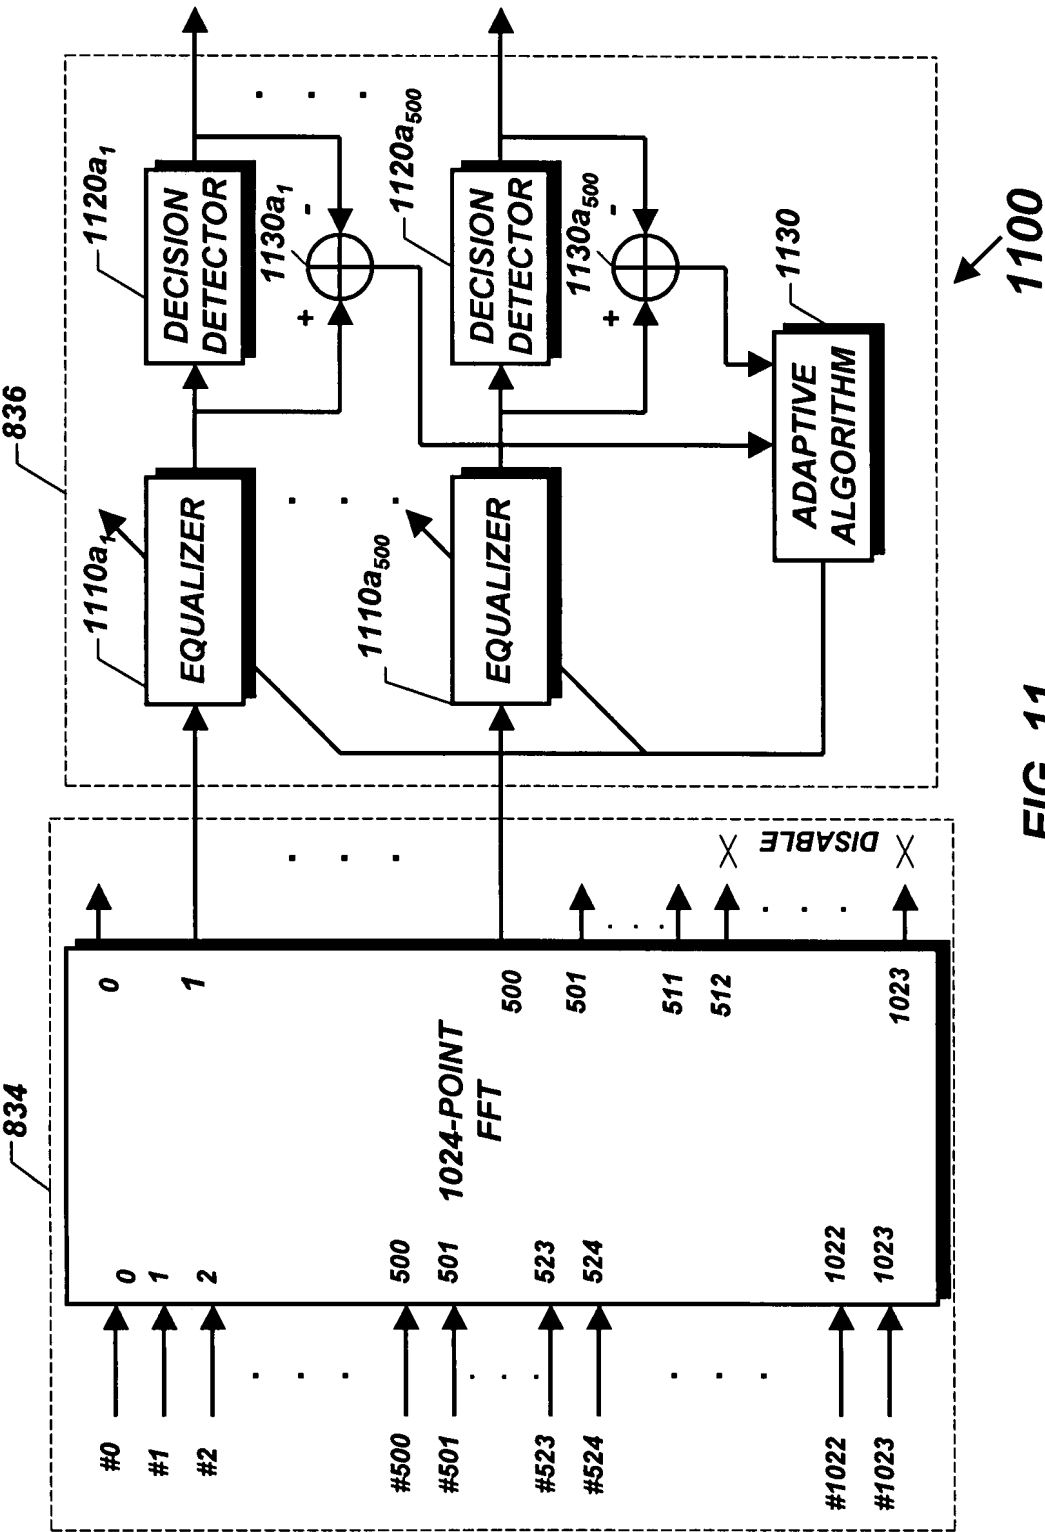 834
836
#0
#1
#2
#500
#501
#523
#524
#1022
#1023
0
1
2
500
501
523
524
1022
1023
1024-POINT
FFT
0
1
500
501
511
512
1023
DISABLE
1110a1
EQUALIZER
1110a500
EQUALIZER
1120a1
DECISION
DETECTOR
1130a1
+
-
1120a500
DECISION
DETECTOR
1130a500
+
-
1130
ADAPTIVE
ALGORITHM
1100
FIG. 11